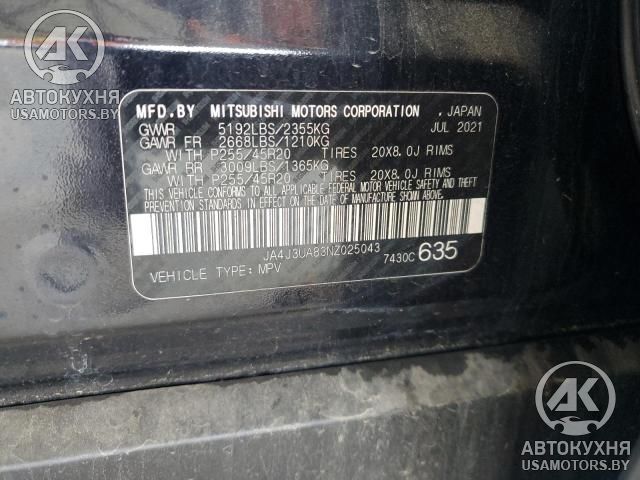 AK
АВТОКУХНЯ
USAMOTORS.BY
MFD.BY MITSUBISHI MOTORS CORPORATION . JAPAN
GVWR 5192LBS/2355KG JUL 2021
GAWR FR 2668LBS/1210KG
WITH P255/45R20 TIRES 20X8.0J RIMS
GAWR RR 3009LBS/1365KG
WITH P255/45R20 TIRES 20X8.0J RIMS
THIS VEHICLE CONFORMS TO ALL APPLICABLE FEDERAL MOTOR VEHICLE SAFETY AND THEFT
PREVENTION STANDARDS IN EFFECT ON THE DATE OF MANUFACTURE SHOWN ABOVE.
JA4J3UA83NZ025043
7430C 635
VEHICLE TYPE: MPV
AK
АВТОКУХНЯ
USAMOTORS.BY